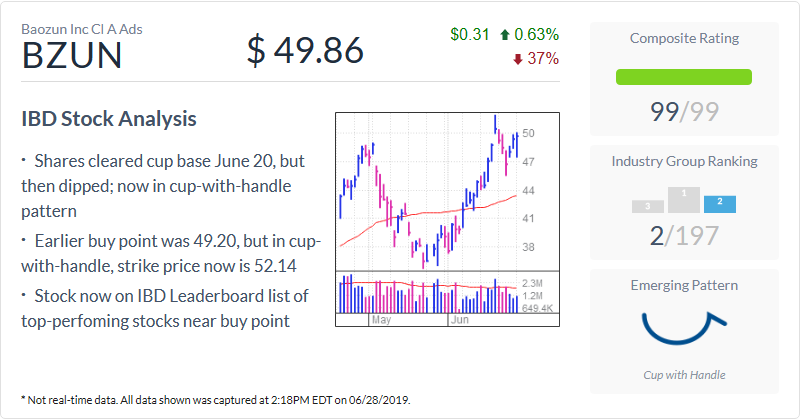 Baozun Inc Cl A Ads
BZUN
$ 49.86
$0.31 0.63%
37%
IBD Stock Analysis
· Shares cleared cup base June 20, but
then dipped; now in cup-with-handle
pattern
· Earlier buy point was 49.20, but in cup-
with-handle, strike price now is 52.14
· Stock now on IBD Leaderboard list of
top-perfoming stocks near buy point
50
47
44
41
38
2.3M
1.2M
649.4K
May Jun
Composite Rating
99/99
Industry Group Ranking
3 1 2
2/197
Emerging Pattern
Cup with Handle
* Not real-time data. All data shown was captured at 2:18PM EDT on 06/28/2019.